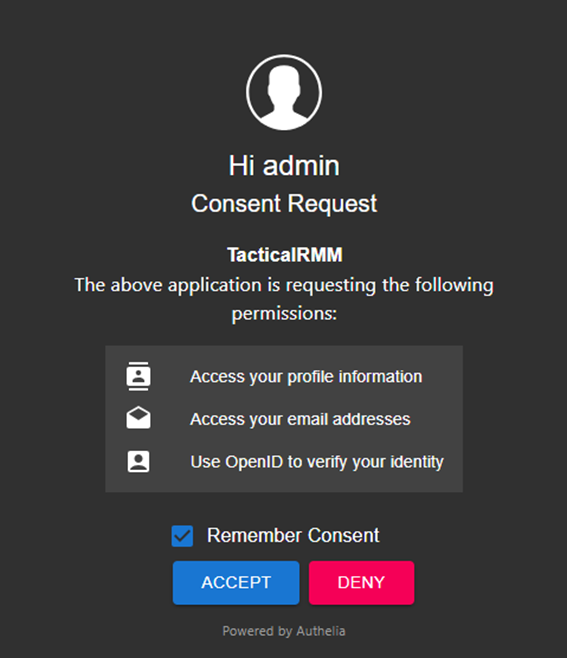 Hi admin
Consent Request
TacticalRMM
The above application is requesting the following
permissions:
Access your profile information
Access your email addresses
Use OpenID to verify your identity
Remember Consent
ACCEPT
DENY
Powered by Authelia